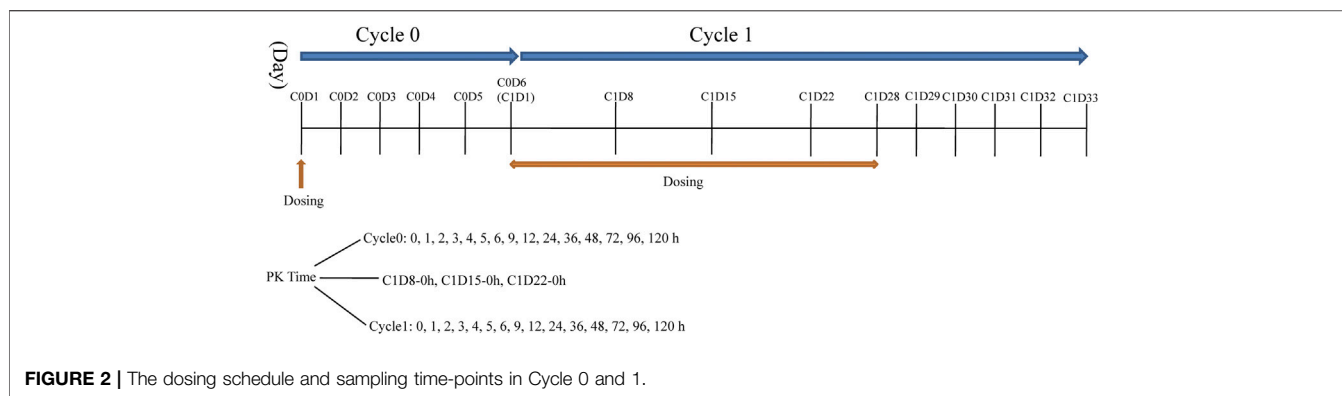 Cycle 0
Cycle 1
(Day)
C0D1
C0D2
C0D3
C0D4
C0D5
C0D6
(C1D1)
C1D8
C1D15
C1D22
C1D28
C1D29
C1D30
C1D31
C1D32
C1D33
Dosing
Dosing
Cycle0: 0, 1, 2, 3, 4, 5, 6, 9, 12, 24, 36, 48, 72, 96, 120 h
PK Time
C1D8-0h, C1D15-0h, C1D22-0h
Cycle1: 0, 1, 2, 3, 4, 5, 6, 9, 12, 24, 36, 48, 72, 96, 120 h
FIGURE 2 | The dosing schedule and sampling time-points in Cycle 0 and 1.